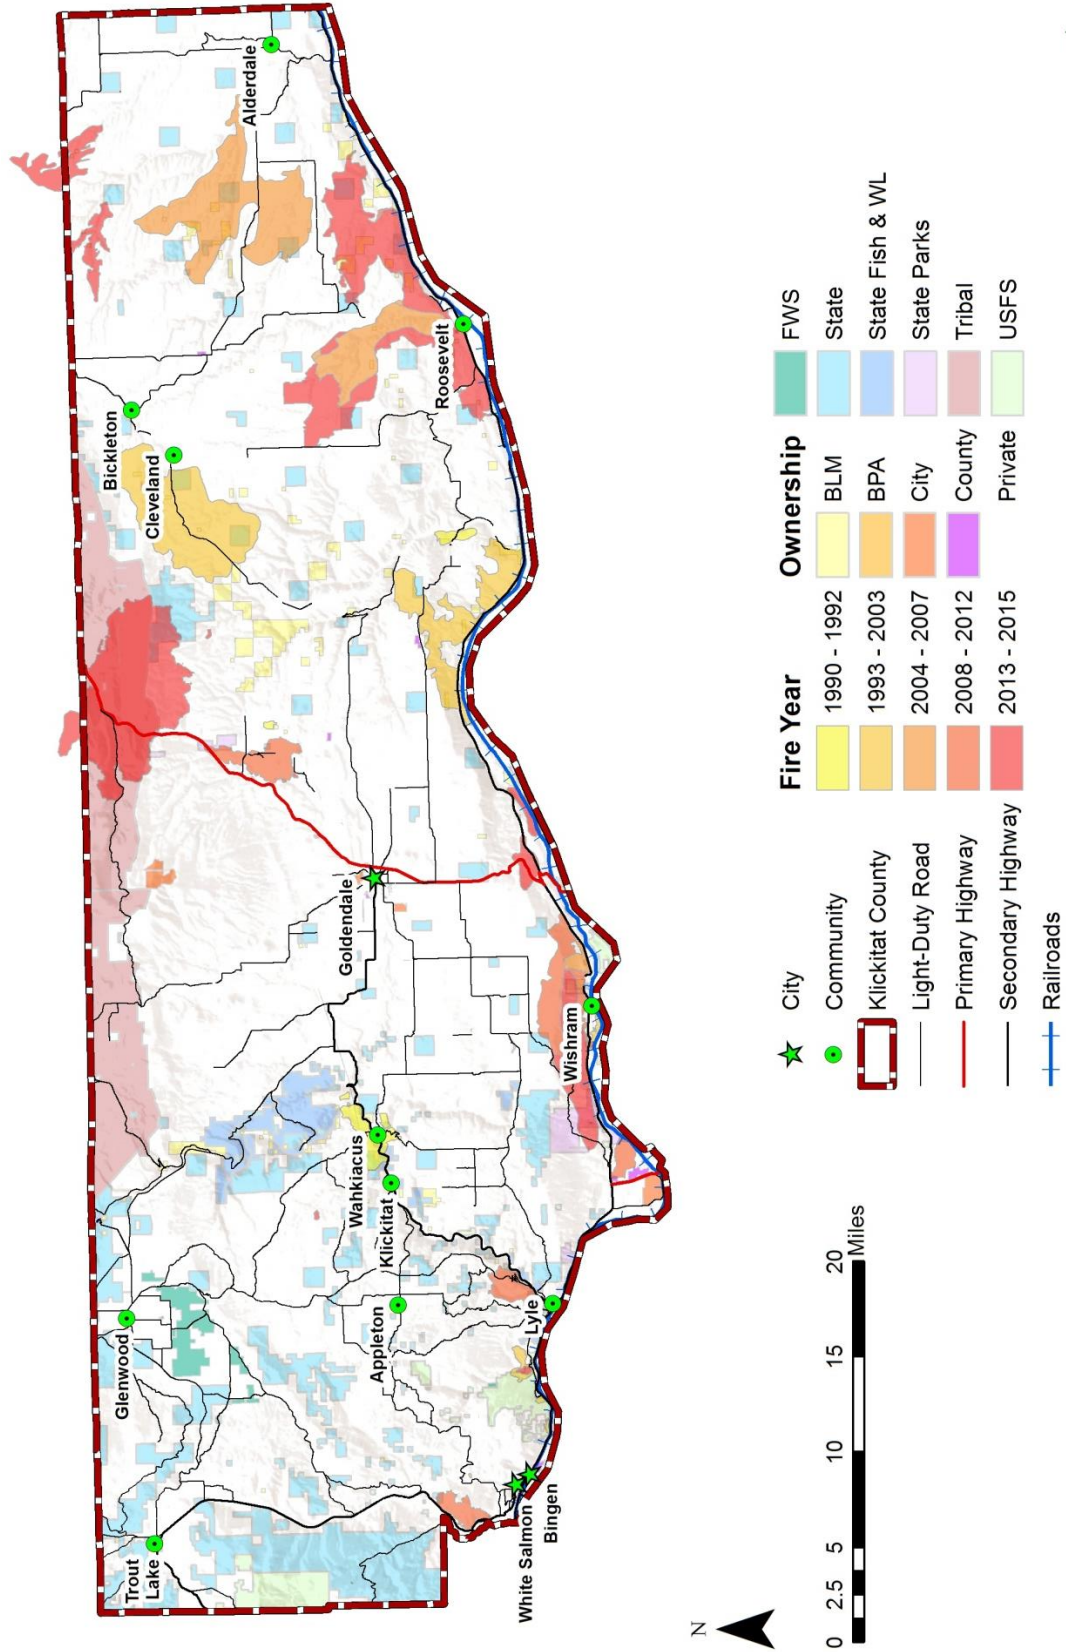 Trout
Lake
Glenwood
Appleton
Klickitat
Wahkiacus
Goldendale
Cleveland
Bickleton
Roosevelt
Alderdale
White Salmon
Bingen
Lyle
Wishram
N
0 2.5 5 10 15 20
Miles
City
Community
Klickitat County
Light-Duty Road
Primary Highway
Secondary Highway
Railroads
Fire Year
1990 - 1992
1993 - 2003
2004 - 2007
2008 - 2012
2013 - 2015
Ownership
BLM
BPA
City
County
Private
FWS
State
State Fish & WL
State Parks
Tribal
USFS